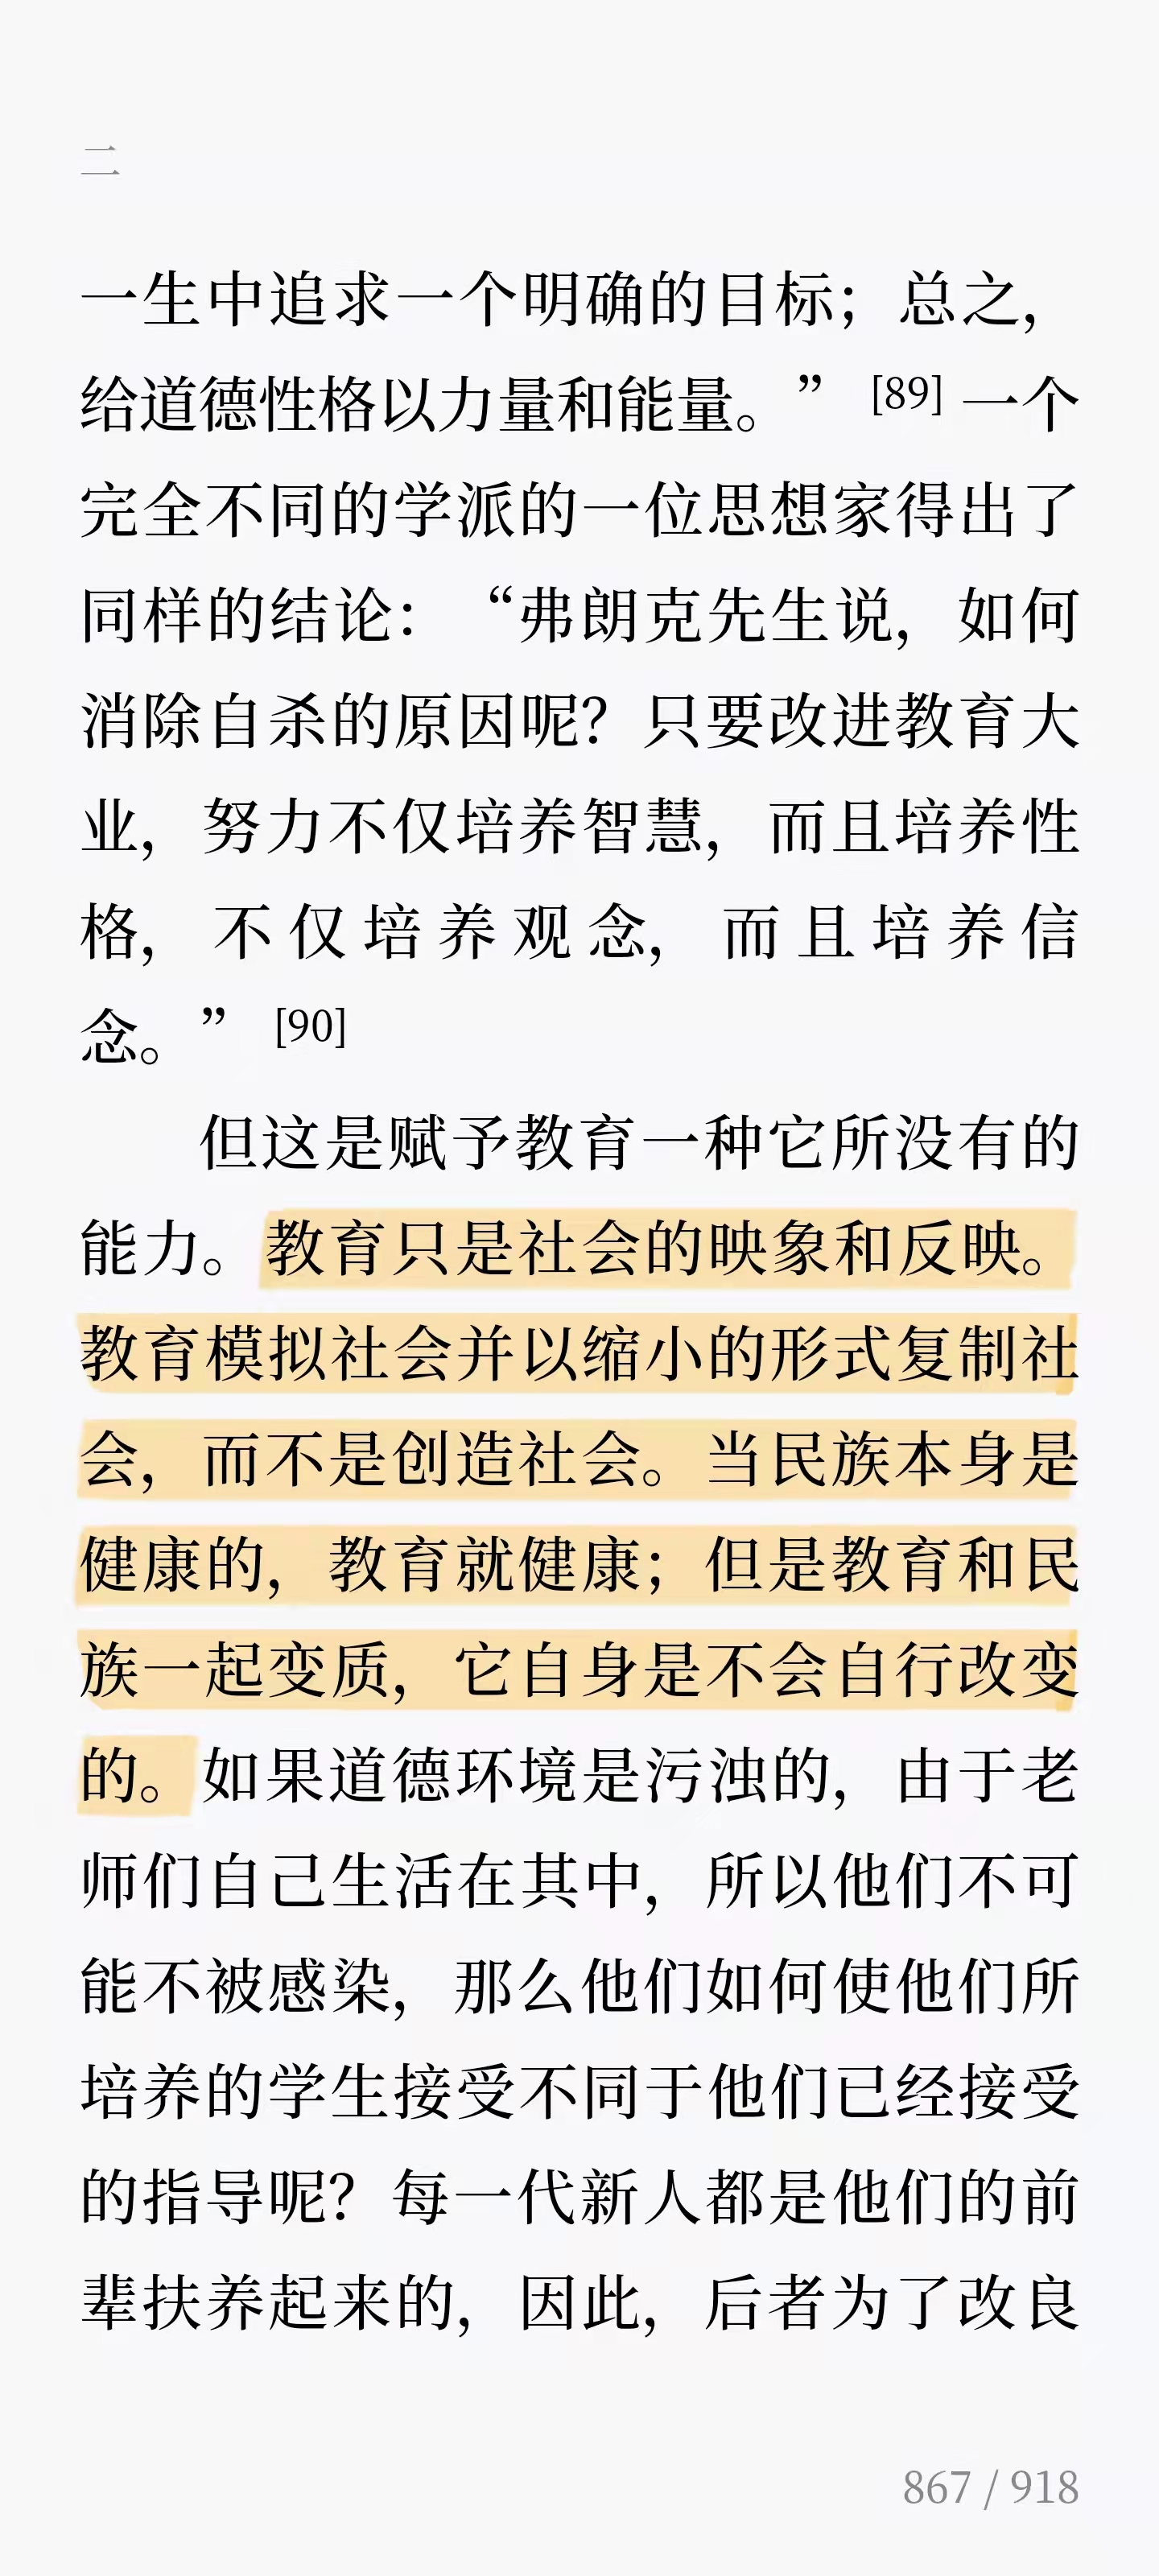 二
一生中追求一个明确的目标；总之，
给道德性格以力量和能量。”[89]一个
完全不同的学派的一位思想家得出了
同样的结论：“弗朗克先生说，如何
消除自杀的原因呢？只要改进教育大
业，努力不仅培养智慧，而且培养性
格，不仅培养观念，而且培养信
念。”[90]
但这是赋予教育一种它所没有的
能力。教育只是社会的映象和反映。
教育模拟社会并以缩小的形式复制社
会，而不是创造社会。当民族本身是
健康的，教育就健康；但是教育和民
族一起变质，它自身是不会自行改变
的。如果道德环境是污浊的，由于老
师们自己生活在其中，所以他们不可
能不被感染，那么他们如何使他们所
培养的学生接受不同于他们已经接受
的指导呢？每一代新人都是他们的前
辈扶养起来的，因此，后者为了改良
867 / 918